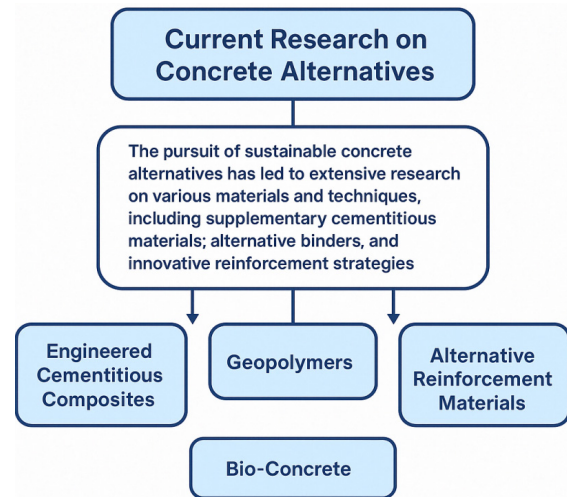 Current Research on
Concrete Alternatives
The pursuit of sustainable concrete
alternatives has led to extensive research
on various materials and techniques,
including supplementary cementitious
materials; alternative binders, and
innovative reinforcement strategies
Engineered
Cementitious
Composites
Geopolymers
Alternative
Reinforcement
Materials
Bio-Concrete